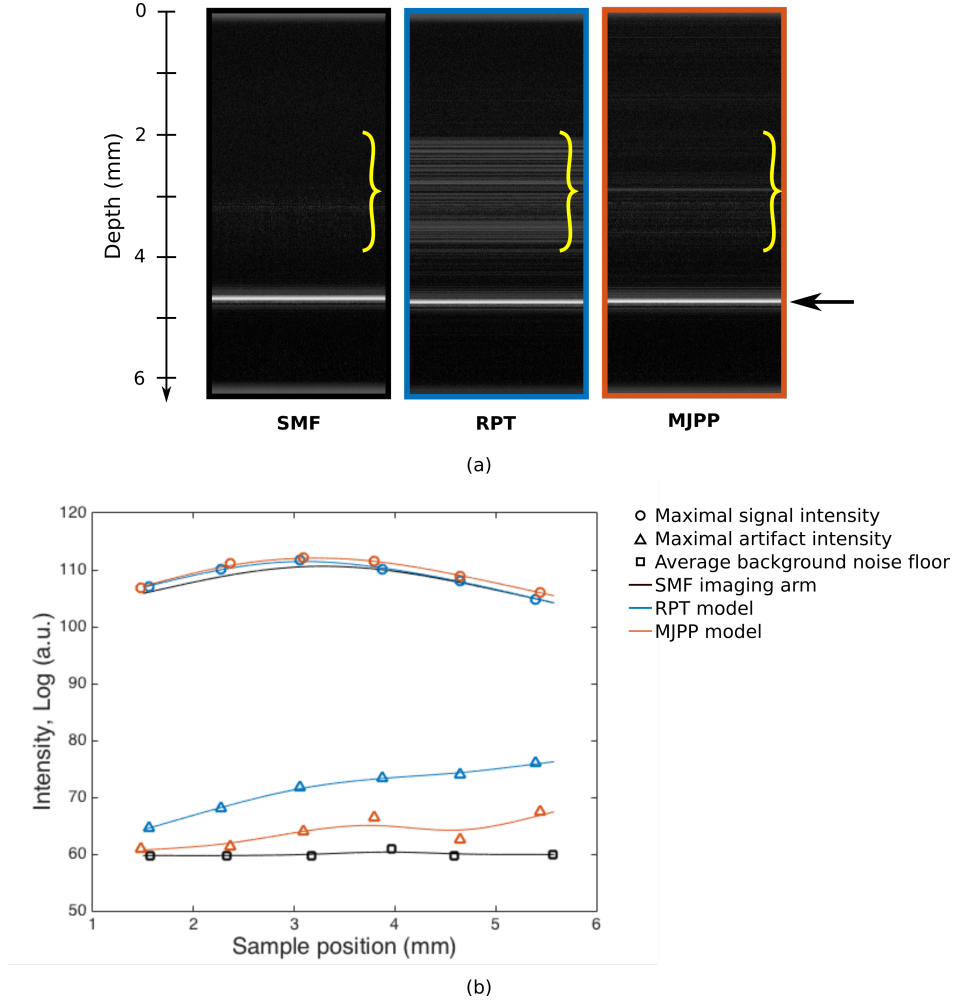 0
2
4
6
Depth (mm)
SMF
RPT
MJPP
(a)
120
110
100
90
80
70
60
50
1
2
3
4
5
6
Intensity, Log (a.u.)
Sample position (mm)
Maximal signal intensity
Maximal artifact intensity
Average background noise floor
SMF imaging arm
RPT model
MJPP model
(b)